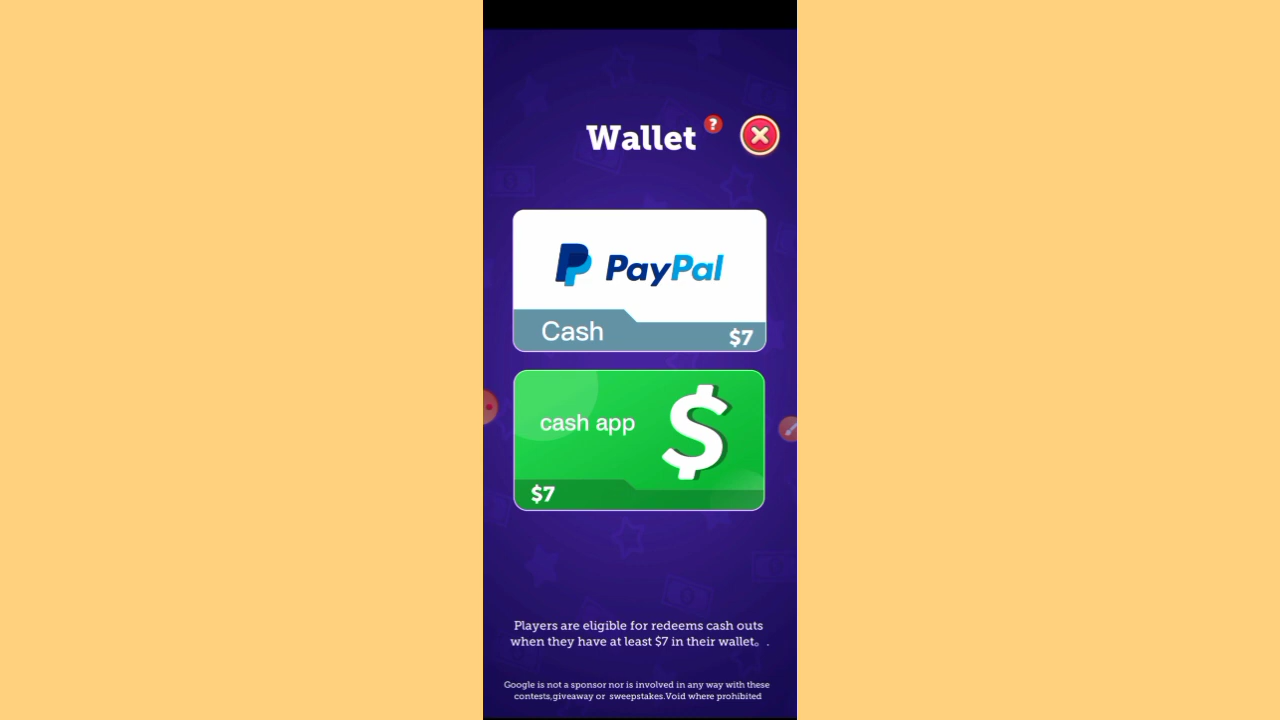 Wallet ?
PayPal
Cash
$7
cash app
$
$7
Players are eligible for redeems cash outs
when they have at least $7 in their wallet。 .
Google is not a sponsor nor is involved in any way with these
contests,giveaway or sweepstakes.Void where prohibited